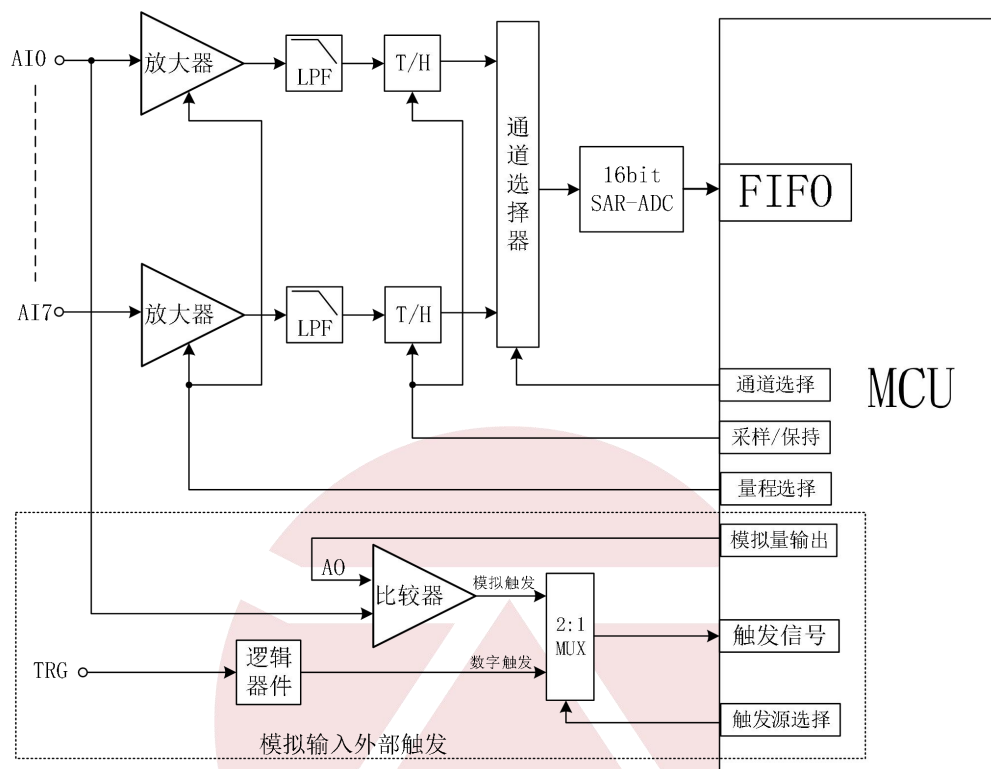 AI0
放大器
LPF
T/H
通道选择器
16bit
SAR-ADC
FIFO
AI7
放大器
LPF
T/H
MCU
通道选择
采样/保持
量程选择
模拟量输出
AO
比较器
模拟触发
2:1
MUX
触发信号
TRG
逻辑
器件
数字触发
触发源选择
模拟输入外部触发